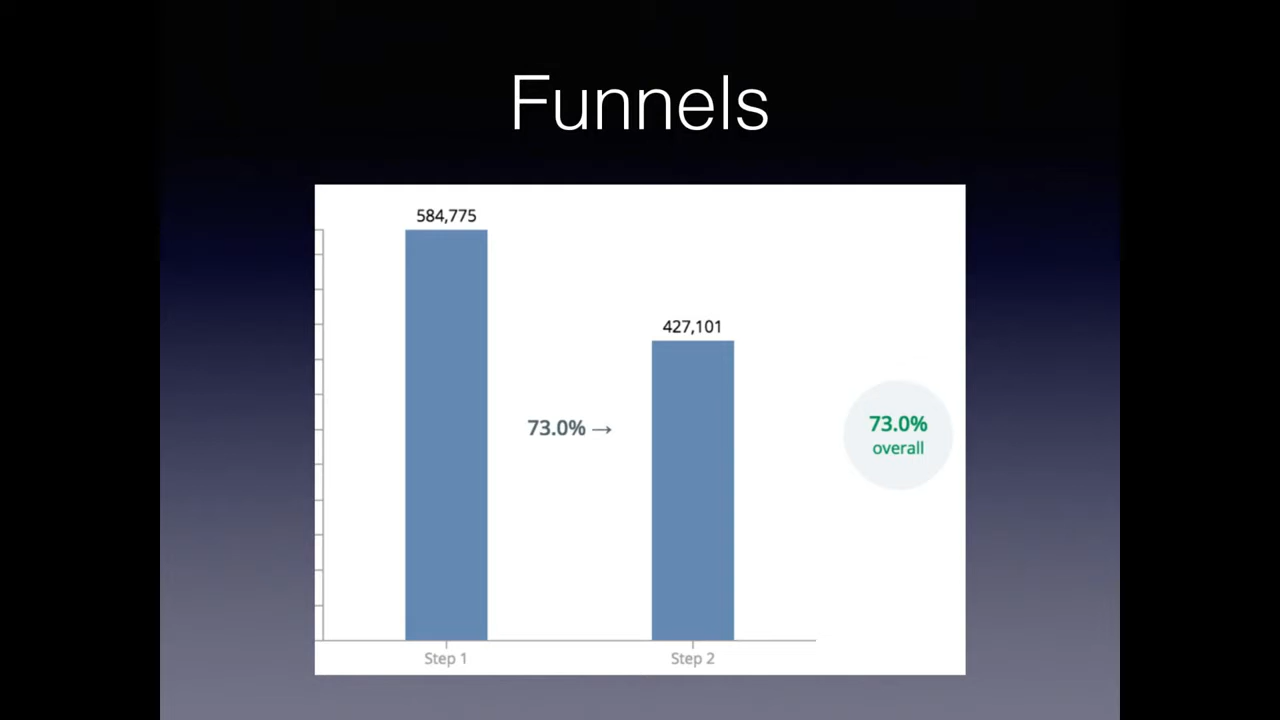 Funnels
584,775
427,101
73.0% →
73.0%
overall
Step 1
Step 2